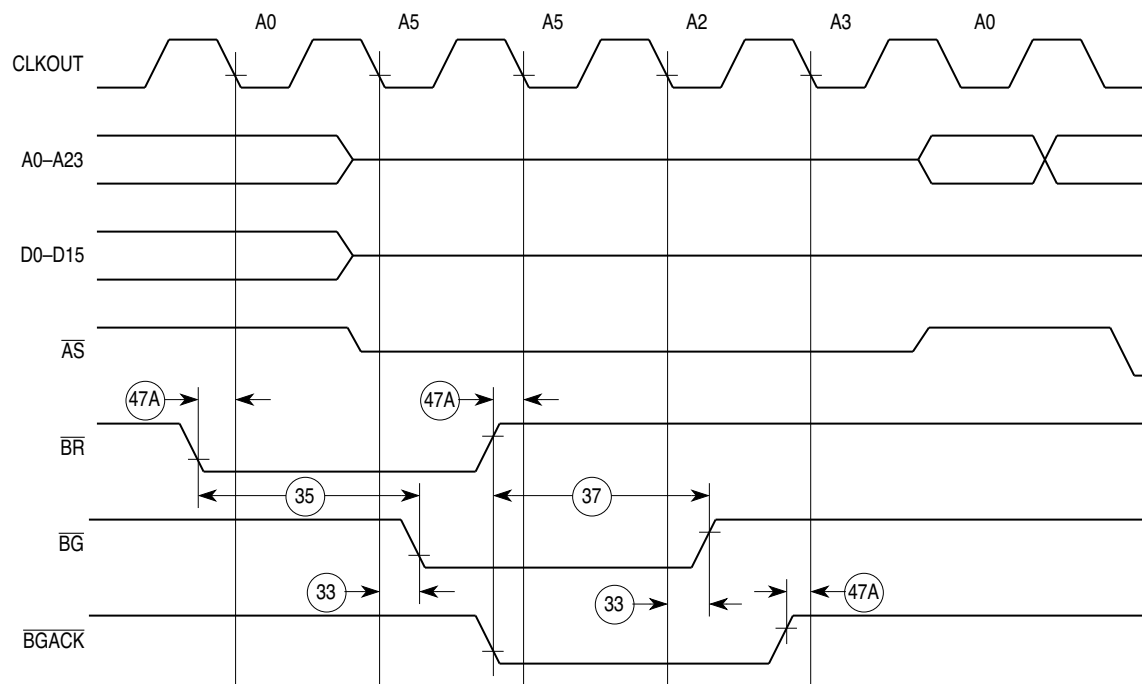 A0 A5 A5 A2 A3 A0
CLKOUT
A0–A23
D0–D15
AS
47A 47A
BR
35 37
BG
33 33 47A
BGACK